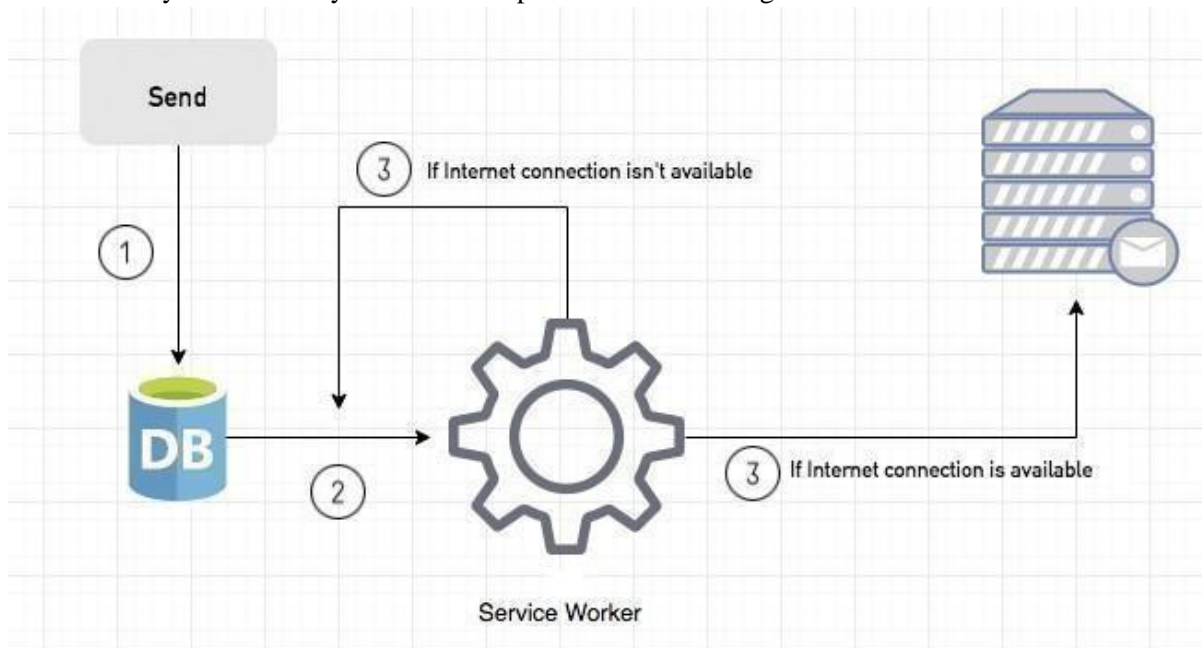 Send
3 If Internet connection isn't available
1
DB
2
3 If Internet connection is available
Service Worker